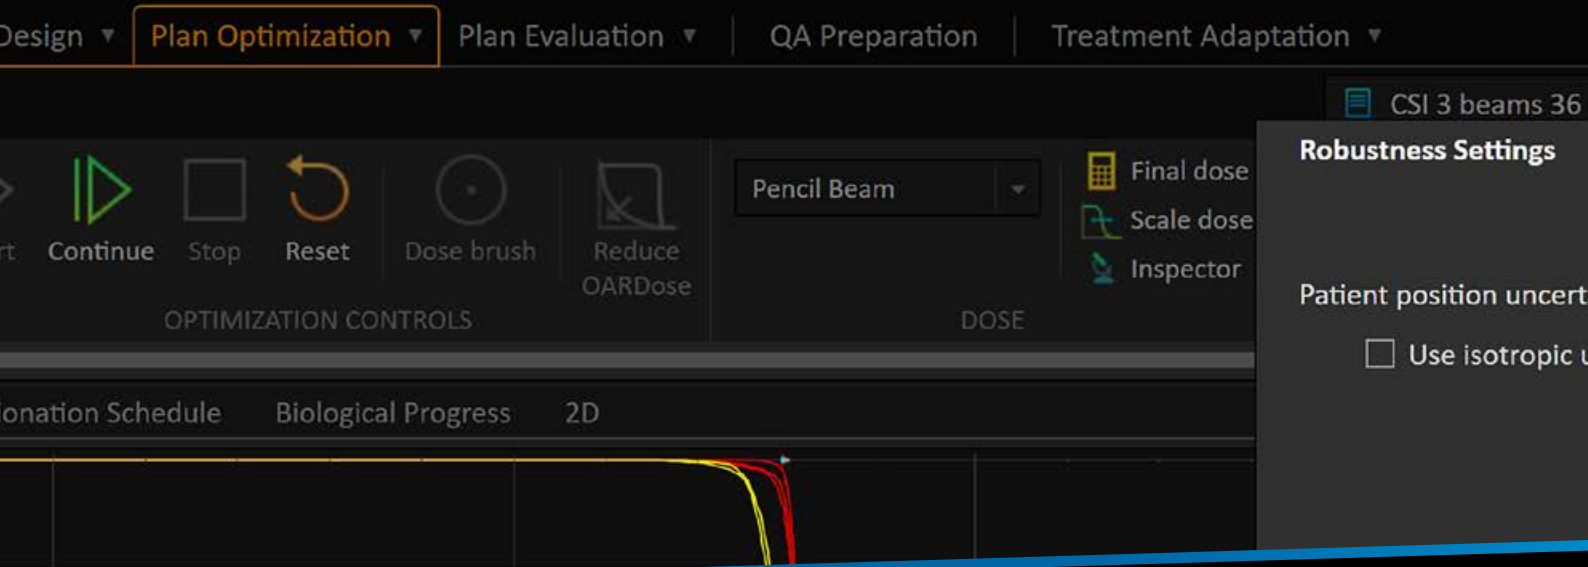 Design Plan Optimization Plan Evaluation QA Preparation Treatment Adaptation
CSI 3 beams 36
Robustness Settings
Pencil Beam
Final dose
Scale dose
Inspector
Continue Stop Reset Dose brush Reduce
OARDose
OPTIMIZATION CONTROLS DOSE
Patient position uncert
Use isotropic u
ionation Schedule Biological Progress 2D